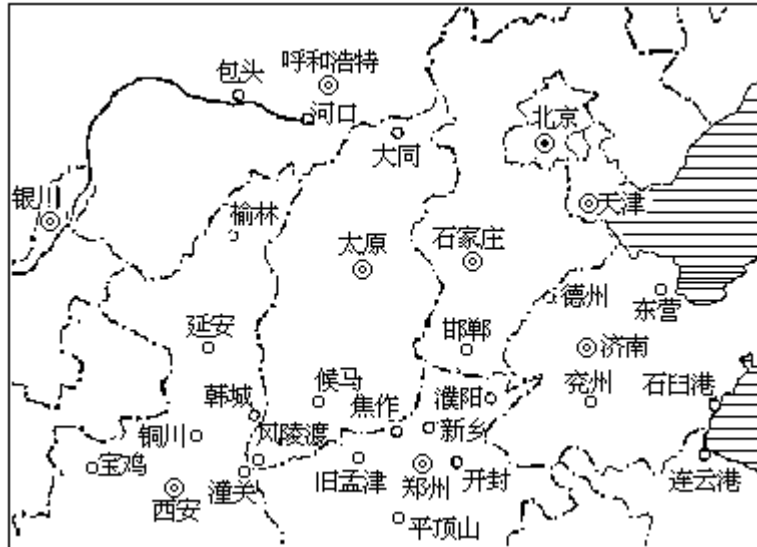 呼和浩特
包头
河口
北京
大同
银川
天津
榆林
太原
石家庄
德州
东营
延安
邯郸
济南
候马
兖州
石臼港
韩城
焦作
濮阳
铜川
风陵渡
新乡
宝鸡
旧孟津
郑州
开封
连云港
西安
潼关
平顶山